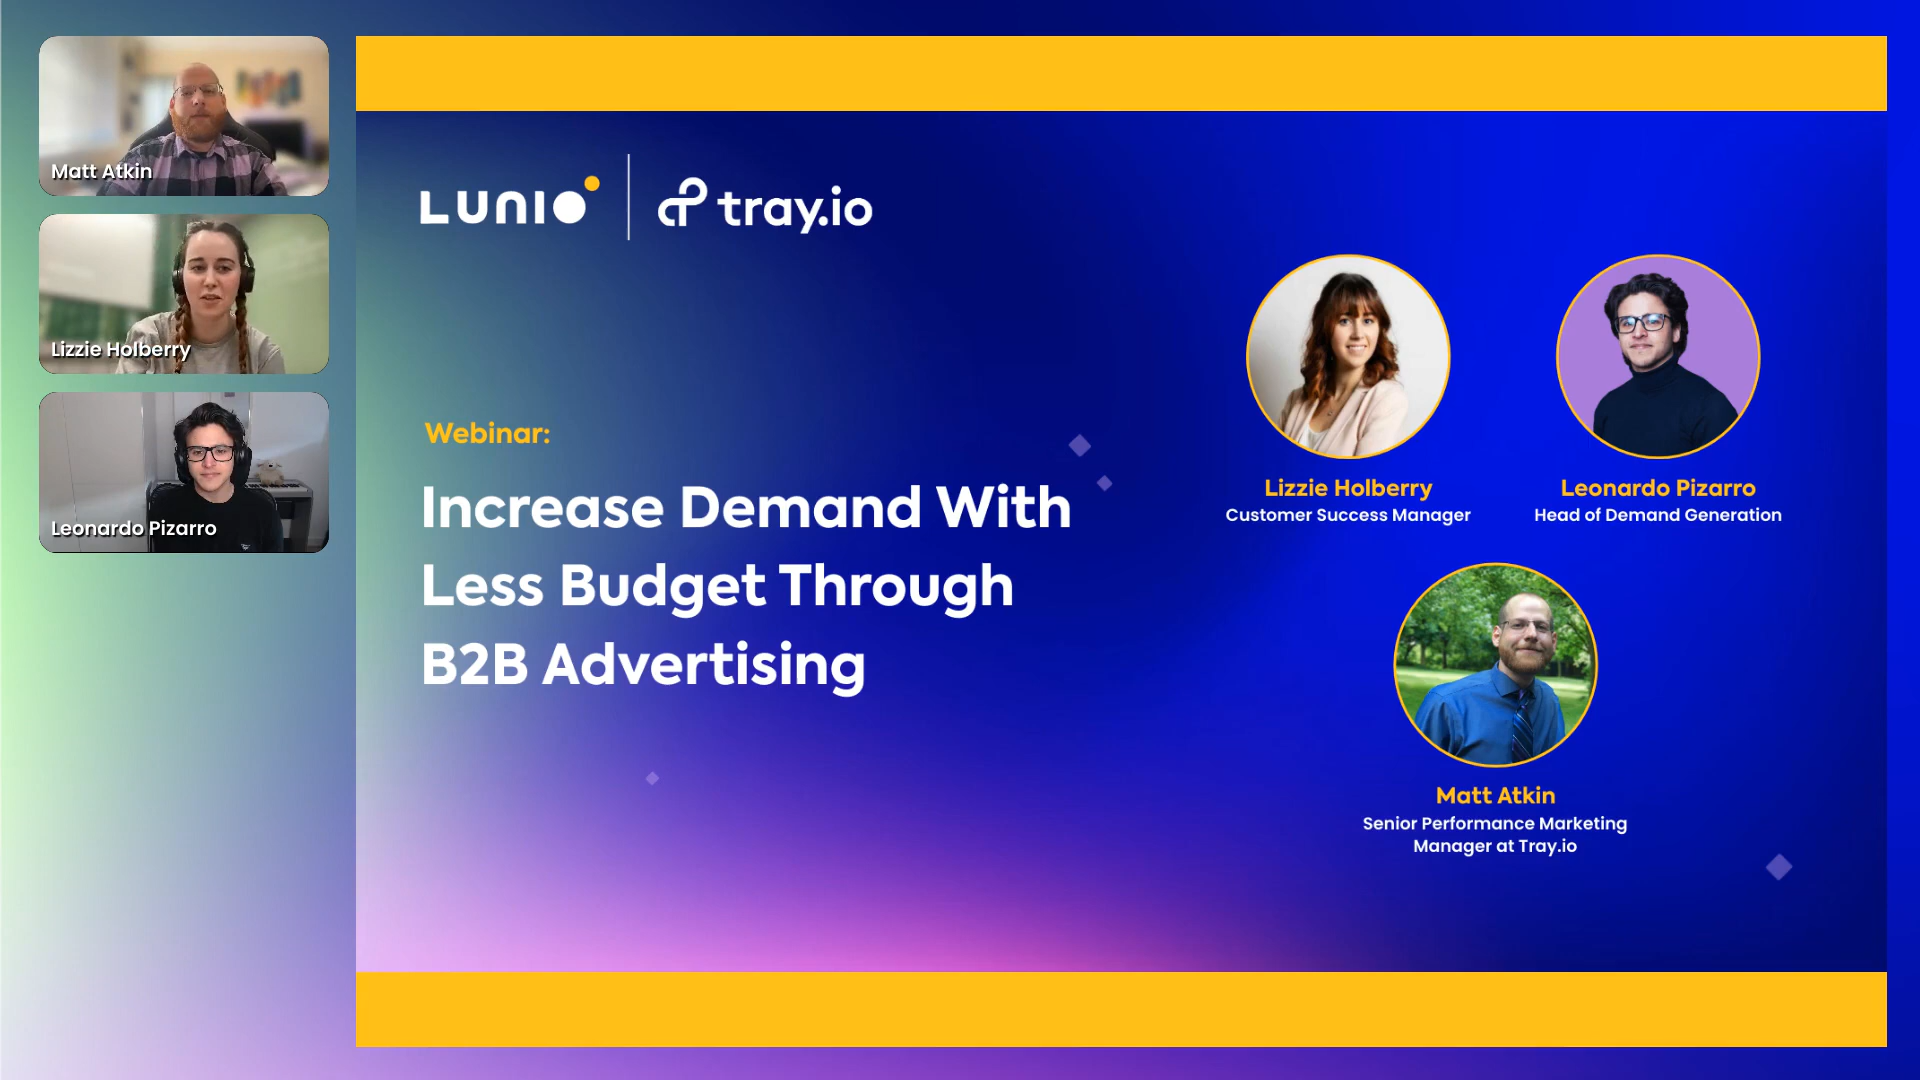 Matt Atkin
Lizzie Holberry
Leonardo Pizarro
LUNIO
tray.io
Webinar:
Increase Demand With
Less Budget Through
B2B Advertising
Lizzie Holberry
Customer Success Manager
Leonardo Pizarro
Head of Demand Generation
Matt Atkin
Senior Performance Marketing
Manager at Tray.io